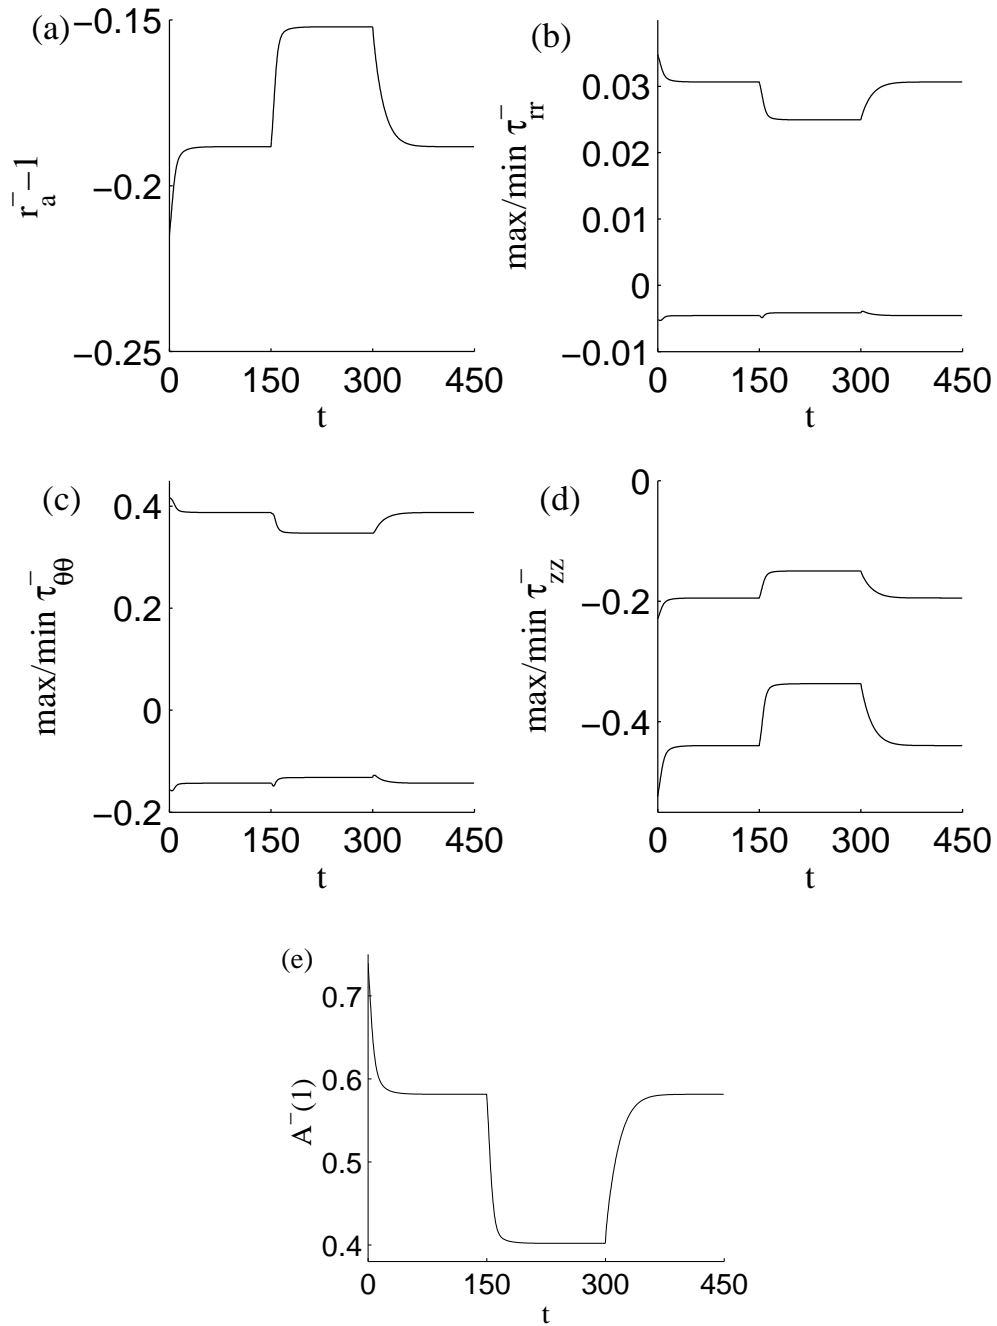 (a)
−0.15
−0.2
−0.25
r̄a−1
0 150 300 450
t
(b)
0.03
0.02
0.01
0
−0.01
max/min τ̄rr
0 150 300 450
t
(c)
0.4
0.2
0
−0.2
max/min τ̄θθ
0 150 300 450
t
(d)
0
−0.2
−0.4
max/min τ̄zz
0 150 300 450
t
(e)
0.7
0.6
0.5
0.4
A⁻(1)
0 150 300 450
t